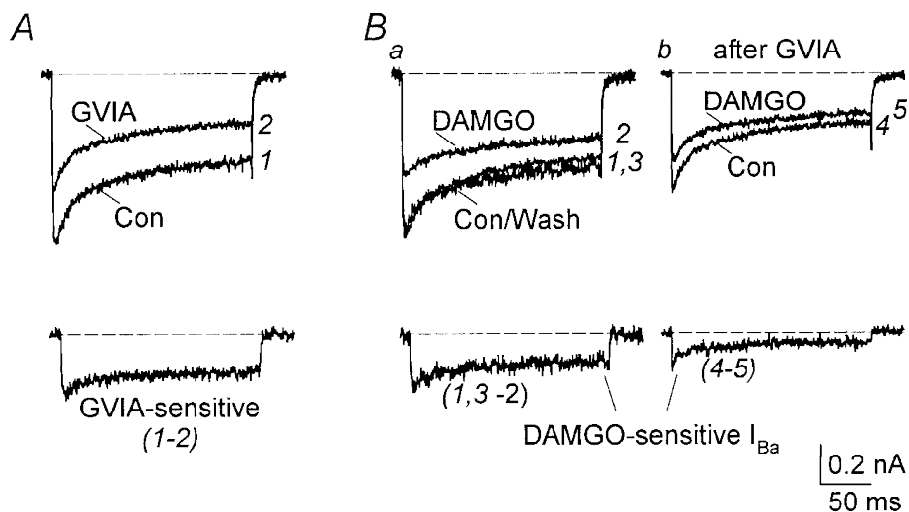 A
GVIA
2
1
Con
GVIA-sensitive
(1-2)
B
a
DAMGO
2
1,3
Con/Wash
(1,3 -2)
b
after GVIA
DAMGO
5
4
Con
(4-5)
DAMGO-sensitive I_Ba
0.2 nA
50 ms